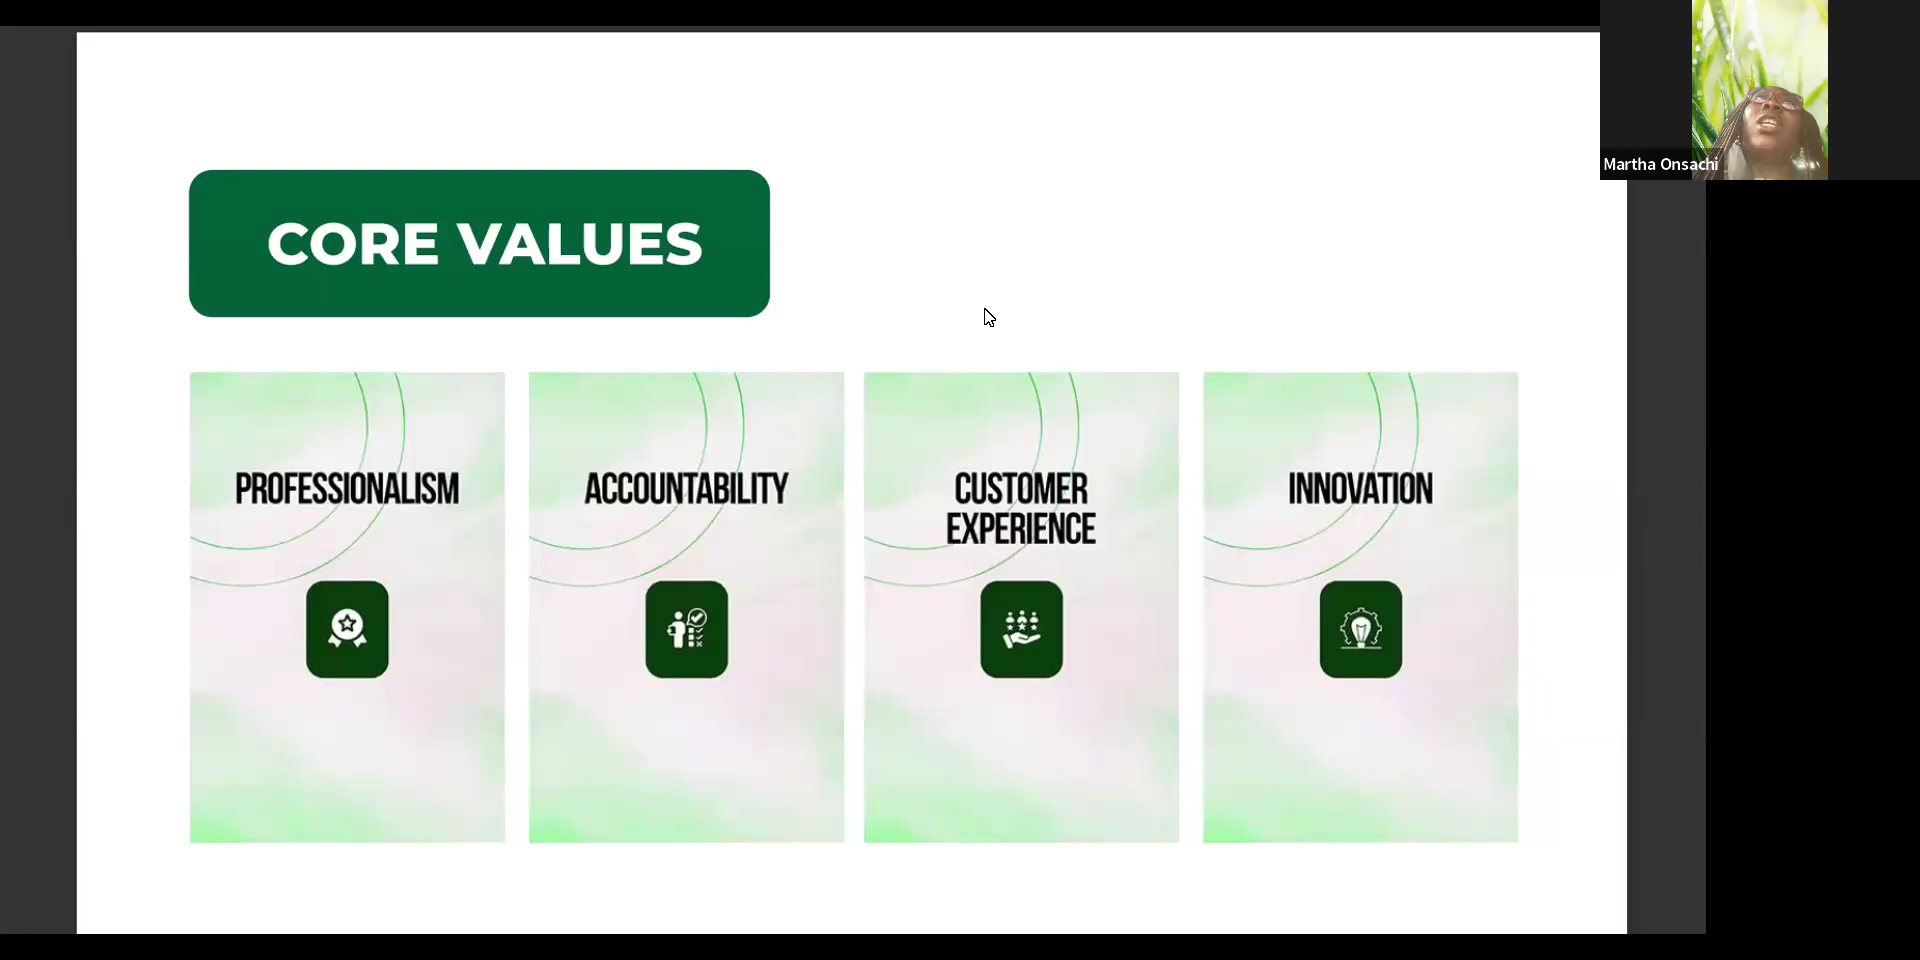 Martha Onsachi
CORE VALUES
PROFESSIONALISM
ACCOUNTABILITY
CUSTOMER
EXPERIENCE
INNOVATION